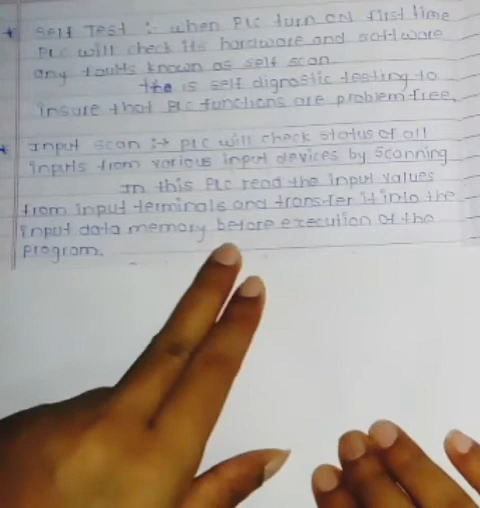 * Self Test :- when PLC turn on first time
PLC will check its hardware and software
any faults known as self scan.
the is self dignostic testing to
insure that PLC functions are problem-free.
* Input scan :-> PLC will check status of all
inputs from various input devices by scanning
In this PLC read the input values
from input terminals and transfer it into the
input data memory before execution of the
program.